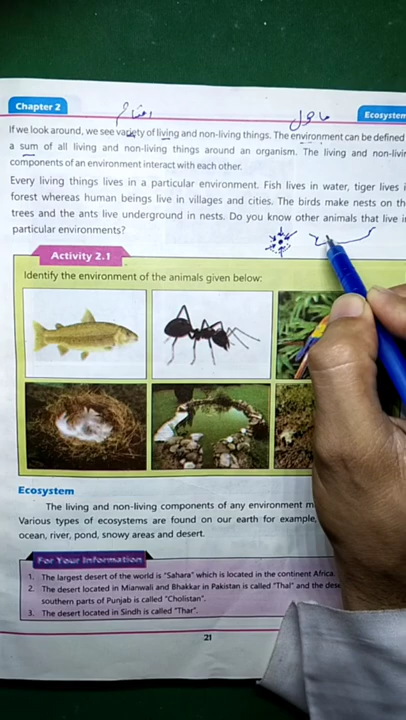 Chapter 2
Ecosystem
اقسام
ماحول
If we look around, we see variety of living and non-living things. The environment can be defined
a sum of all living and non-living things around an organism. The living and non-livin
components of an environment interact with each other.
Every living things lives in a particular environment. Fish lives in water, tiger lives i
forest whereas human beings live in villages and cities. The birds make nests on th
trees and the ants live underground in nests. Do you know other animals that live in
particular environments?
Activity 2.1
Identify the environment of the animals given below:
Ecosystem
The living and non-living components of any environment m
Various types of ecosystems are found on our earth for example,
ocean, river, pond, snowy areas and desert.
For Your Information
1. The largest desert of the world is "Sahara" which is located in the continent Africa.
2. The desert located in Mianwali and Bhakkar in Pakistan is called "Thal" and the dese
southern parts of Punjab is called "Cholistan".
3. The desert located in Sindh is called "Thar".
21